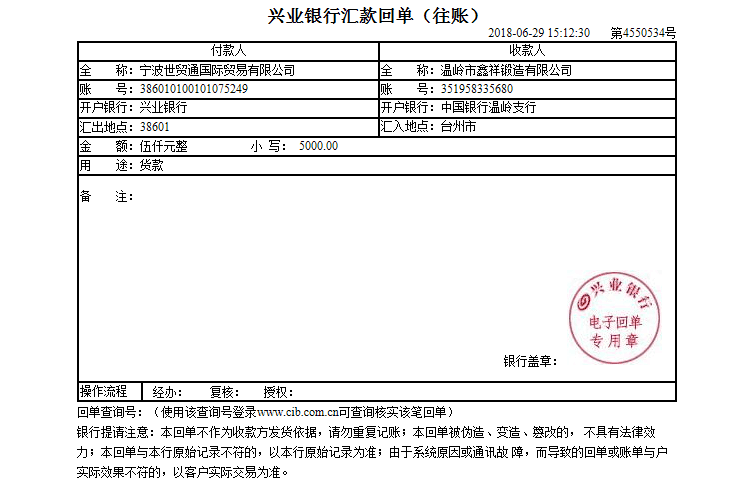 兴业银行汇款回单（往账）
2018-06-29 15:12:30 第4550534号
付款人 收款人
全 称：宁波世贸通国际贸易有限公司 全 称：温岭市鑫祥锻造有限公司
账 号：386010100101075249 账 号：351958335680
开户银行：兴业银行 开户银行：中国银行温岭支行
汇出地点：38601 汇入地点：台州市
金 额：伍仟元整 小 写： 5000.00
用 途：货款
备 注：
兴业银行
电子回单
专用章
银行盖章：
操作流程 经办： 复核： 授权：
回单查询号：（使用该查询号登录www.cib.com.cn可查询核实该笔回单）
银行提请注意：本回单不作为收款方发货依据，请勿重复记账；本回单被伪造、变造、篡改的， 不具有法律效
力；本回单与本行原始记录不符的，以本行原始记录为准；由于系统原因或通讯故 障，而导致的回单或账单与户
实际效果不符的，以客户实际交易为准。